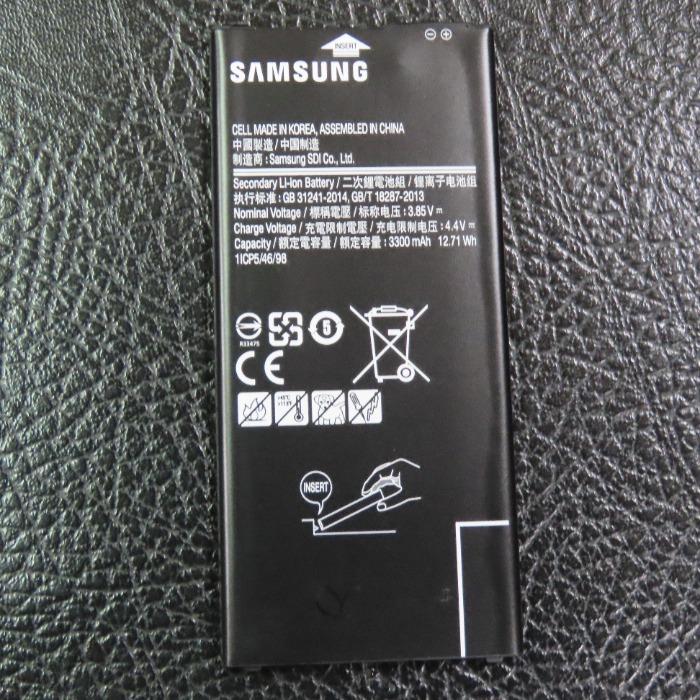 INSERT
SAMSUNG
CELL MADE IN KOREA, ASSEMBLED IN CHINA
中國製造 / 中国制造
制造商 : Samsung SDI Co., Ltd.
Secondary Li-Ion Battery / 二次鋰電池組 / 锂离子电池组
执行标准 : GB 31241-2014, GB/T 18287-2013
Nominal Voltage / 標稱電壓 / 标称电压 : 3.85 V
Charge Voltage / 充電限制電壓 / 充电限制电压 : 4.4 V
Capacity / 額定電容量 / 額定电容量 : 3300 mAh 12.71 Wh
1ICP5/46/98
5
R33475
CE
INSERT